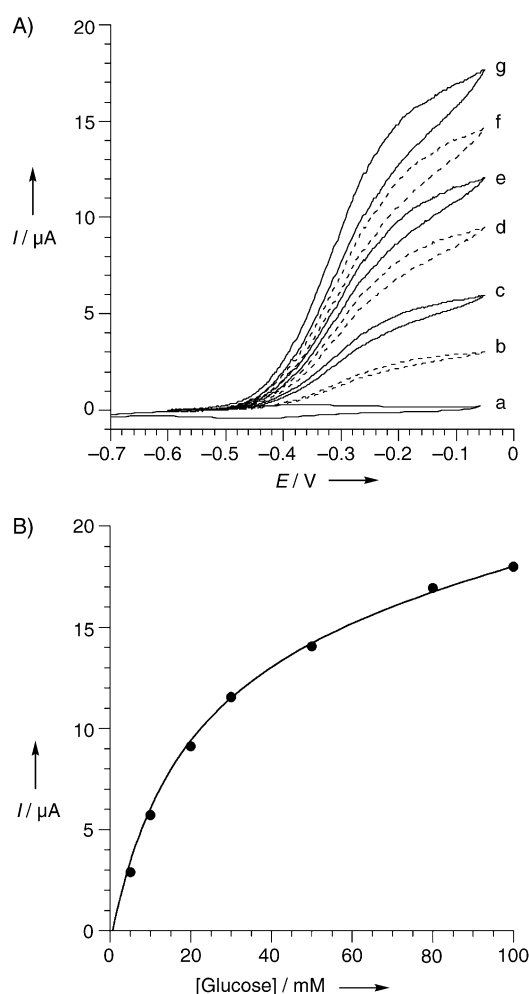 A)
20
15
10
5
0
I / µA
g
f
e
d
c
b
a
–0.7 –0.6 –0.5 –0.4 –0.3 –0.2 –0.1 0
E / V
B)
20
15
10
5
0
I / µA
0 20 40 60 80 100
[Glucose] / mM